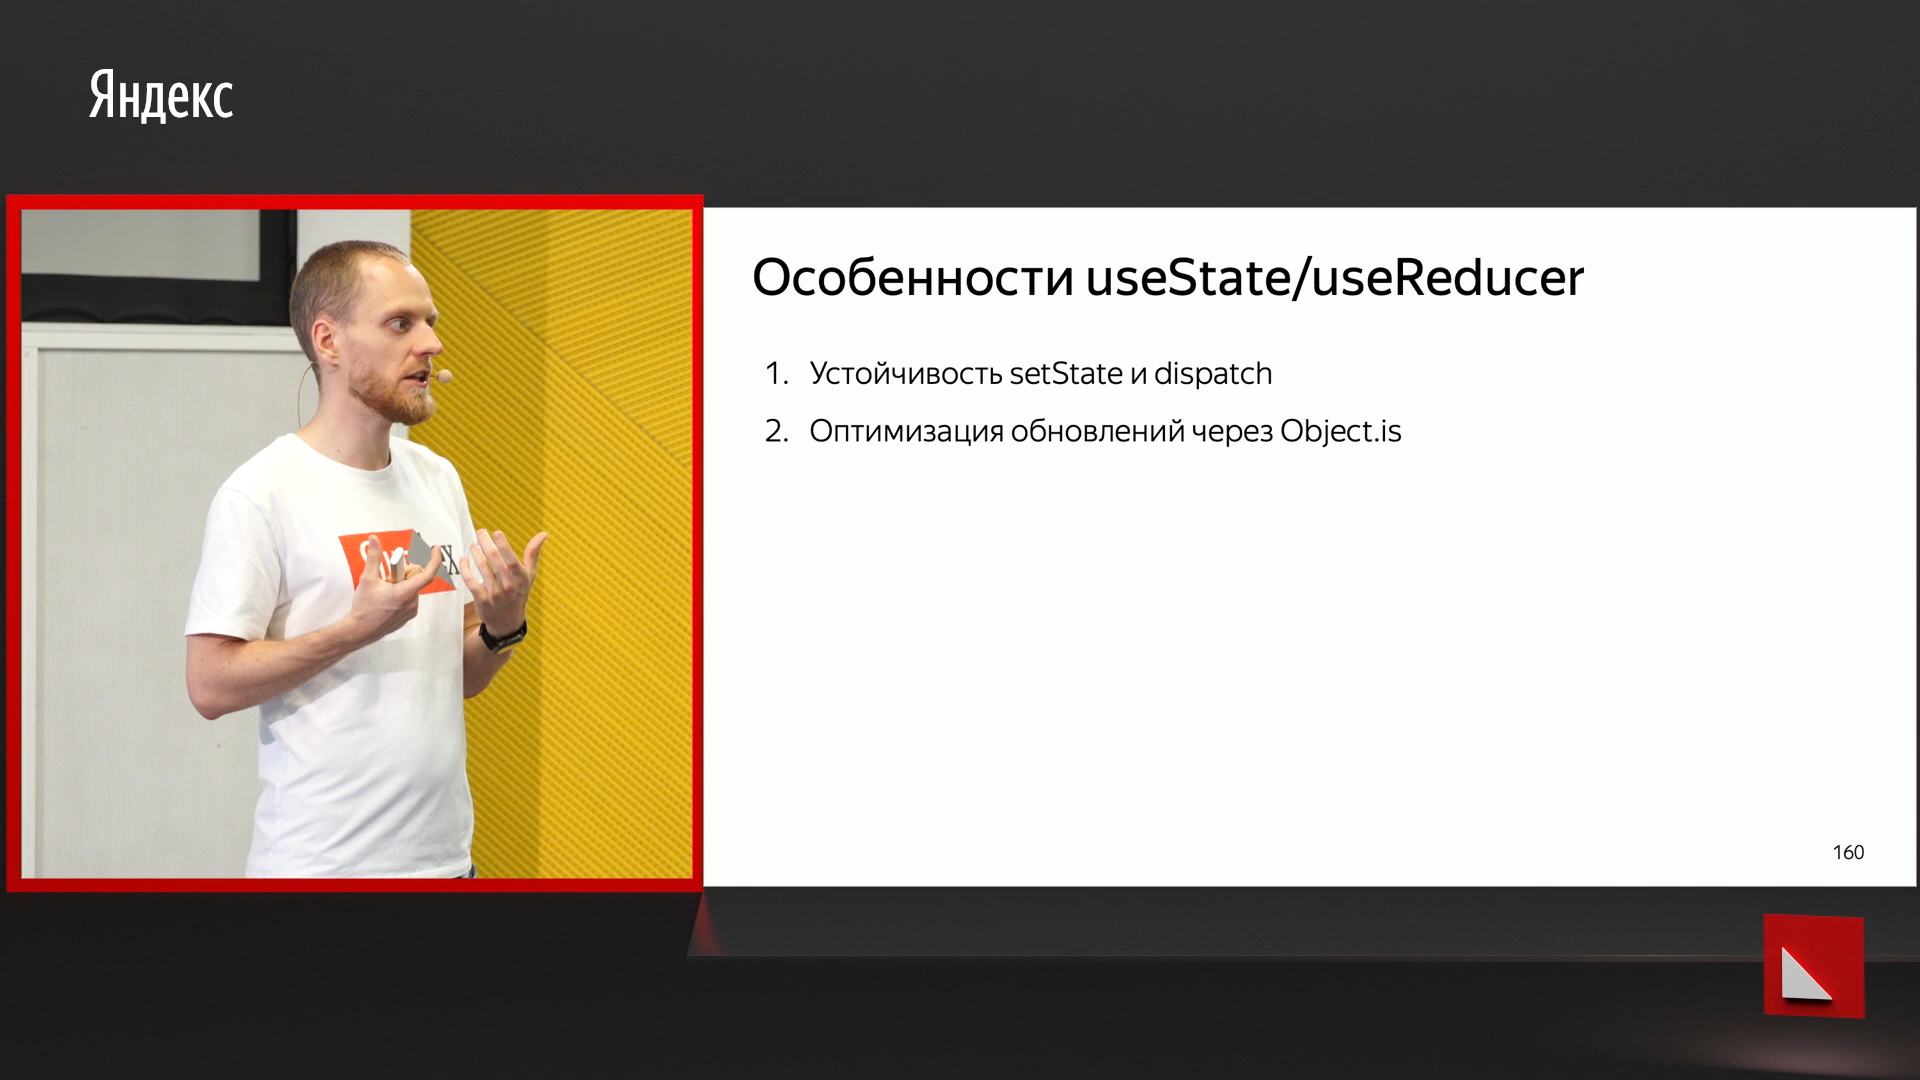 Яндекс
Особенности useState/useReducer
1. Устойчивость setState и dispatch
2. Оптимизация обновлений через Object.is
160